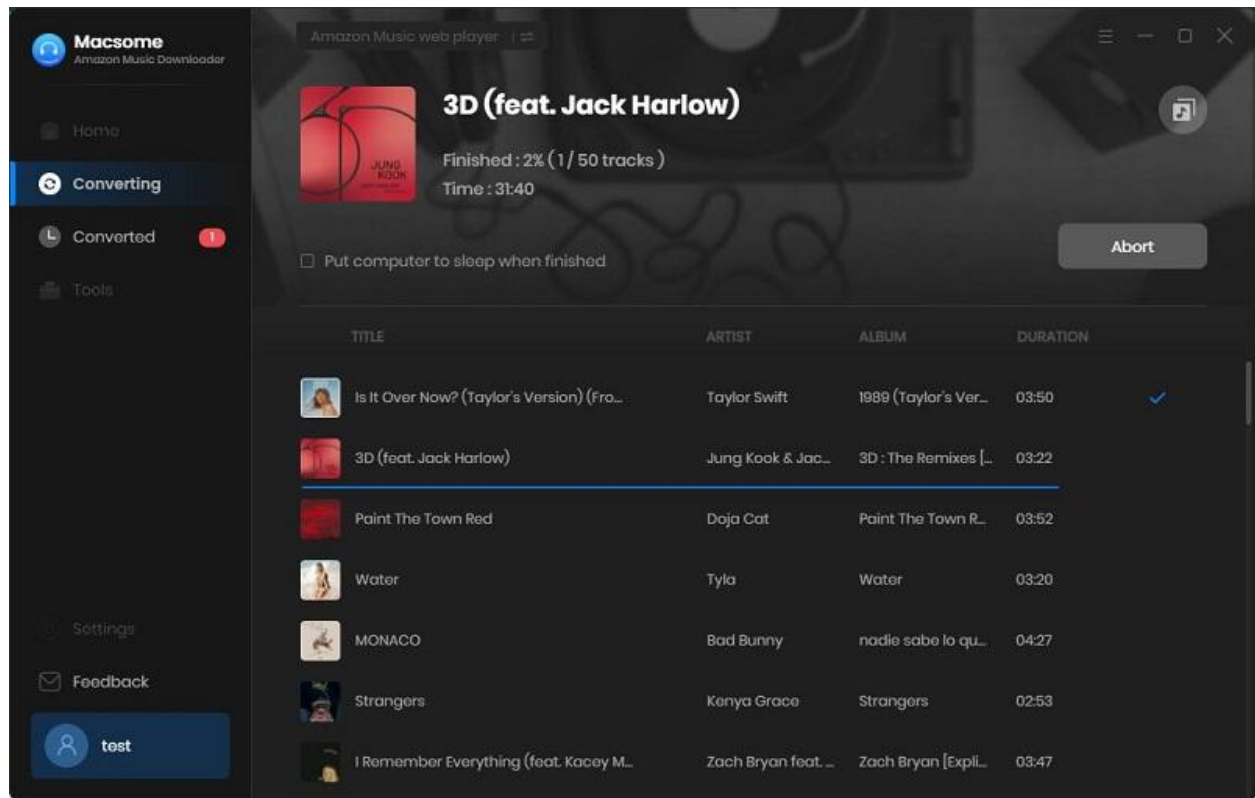 Macsome
Amazon Music Downloader
Home
Converting
Converted 1
Tools
Settings
Feedback
test
Amazon Music web player
3D (feat. Jack Harlow)
Finished : 2% ( 1 / 50 tracks )
Time : 31:40
JUNG
KOOK
Abort
Put computer to sleep when finished
TITLE ARTIST ALBUM DURATION
Is It Over Now? (Taylor's Version) (Fro... Taylor Swift 1989 (Taylor's Ver... 03:50
3D (feat. Jack Harlow) Jung Kook & Jac... 3D : The Remixes [... 03:22
Paint The Town Red Doja Cat Paint The Town R... 03:52
Water Tyla Water 03:20
MONACO Bad Bunny nadie sabe lo qu... 04:27
Strangers Kenya Grace Strangers 02:53
I Remember Everything (feat. Kacey M... Zach Bryan feat. ... Zach Bryan [Expli... 03:47